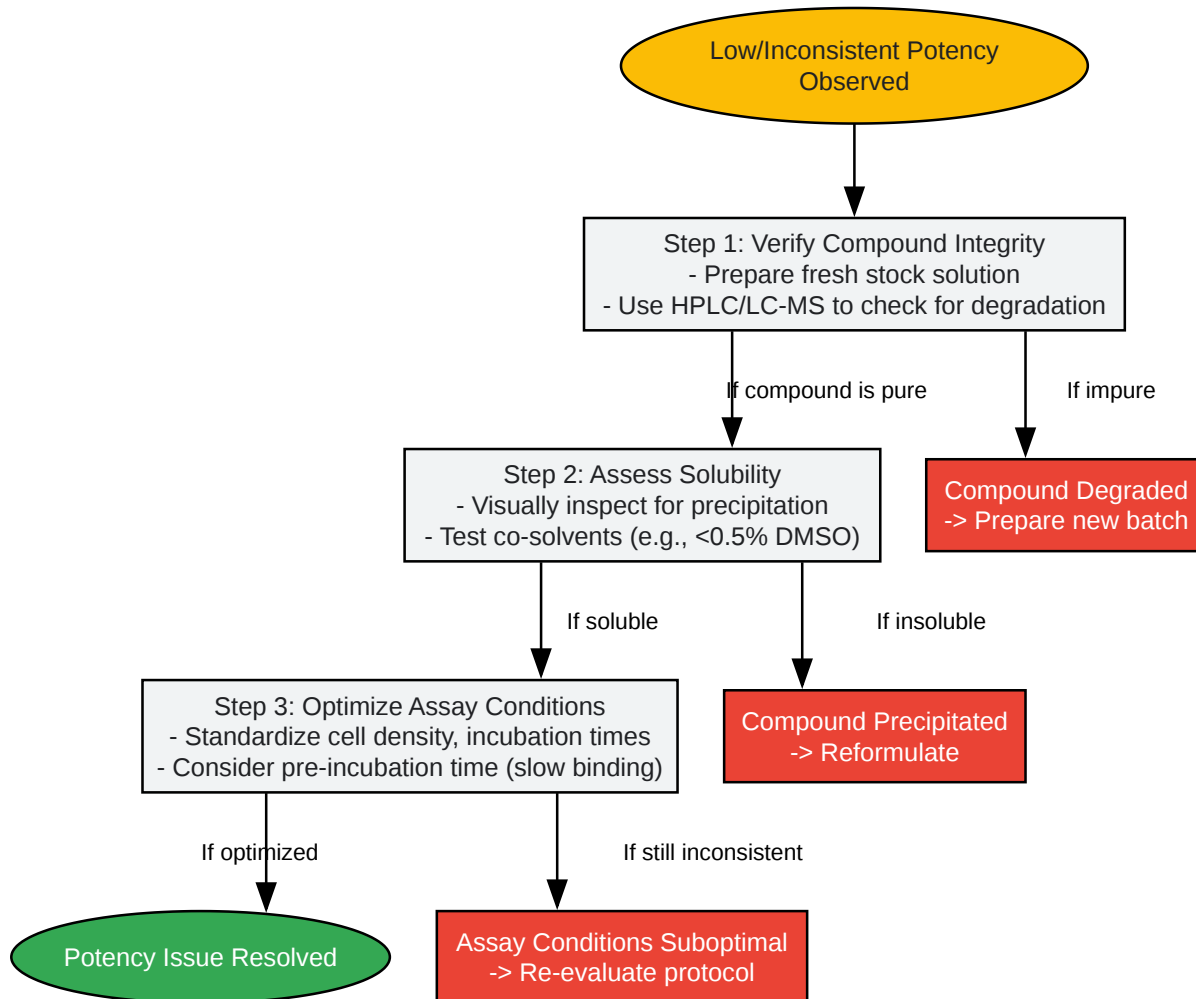 Low/Inconsistent Potency
Observed
Step 1: Verify Compound Integrity
- Prepare fresh stock solution
- Use HPLC/LC-MS to check for degradation
If compound is pure
If impure
Step 2: Assess Solubility
- Visually inspect for precipitation
- Test co-solvents (e.g., <0.5% DMSO)
Compound Degraded
-> Prepare new batch
If soluble
If insoluble
Step 3: Optimize Assay Conditions
- Standardize cell density, incubation times
- Consider pre-incubation time (slow binding)
Compound Precipitated
-> Reformulate
If optimized
If still inconsistent
Potency Issue Resolved
Assay Conditions Suboptimal
-> Re-evaluate protocol